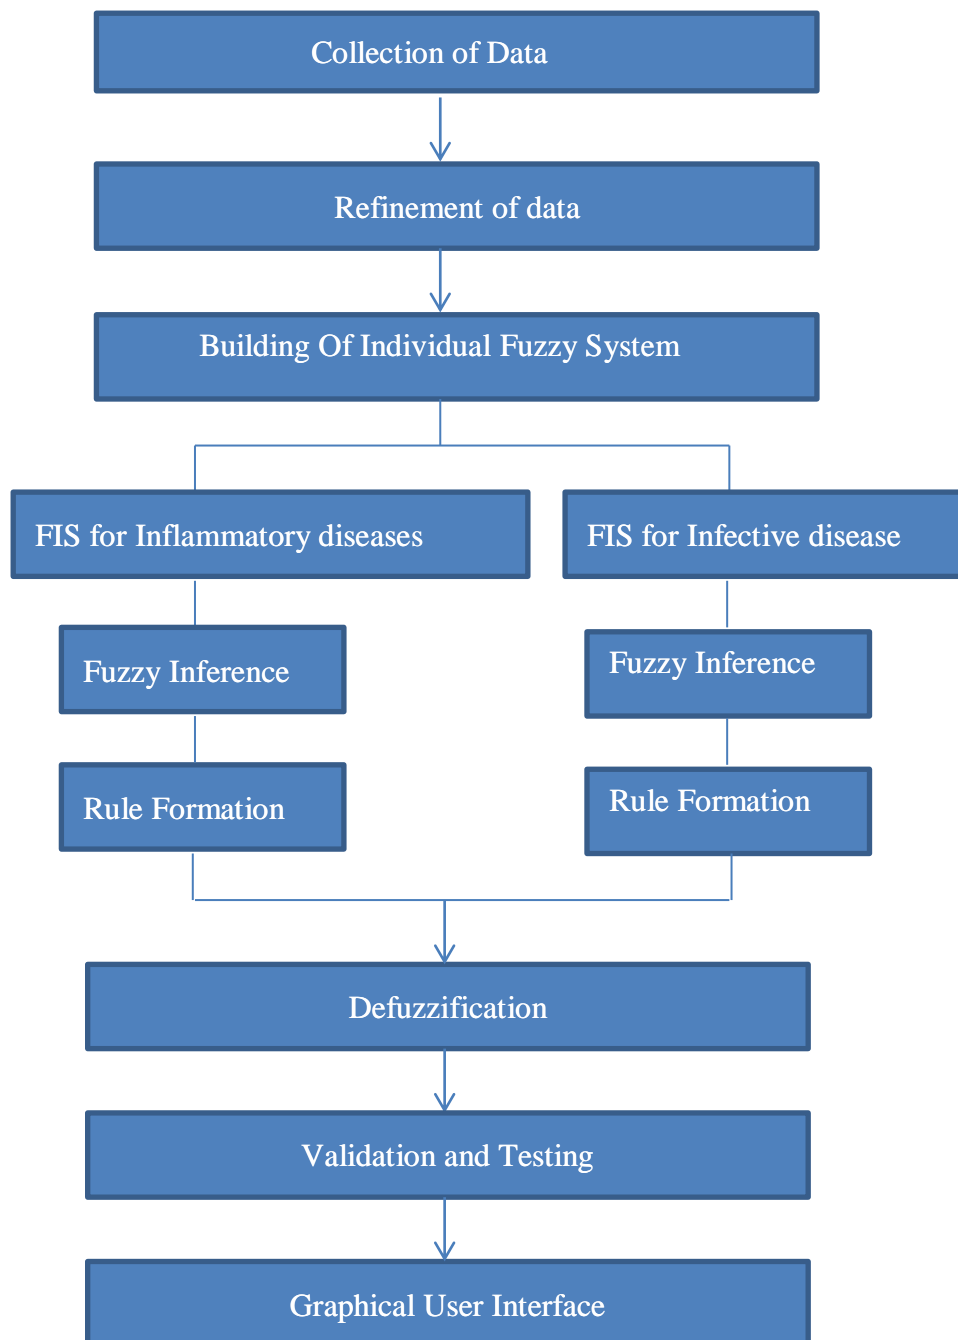 Collection of Data
Refinement of data
Building Of Individual Fuzzy System
FIS for Inflammatory diseases
FIS for Infective disease
Fuzzy Inference
Fuzzy Inference
Rule Formation
Rule Formation
Defuzzification
Validation and Testing
Graphical User Interface